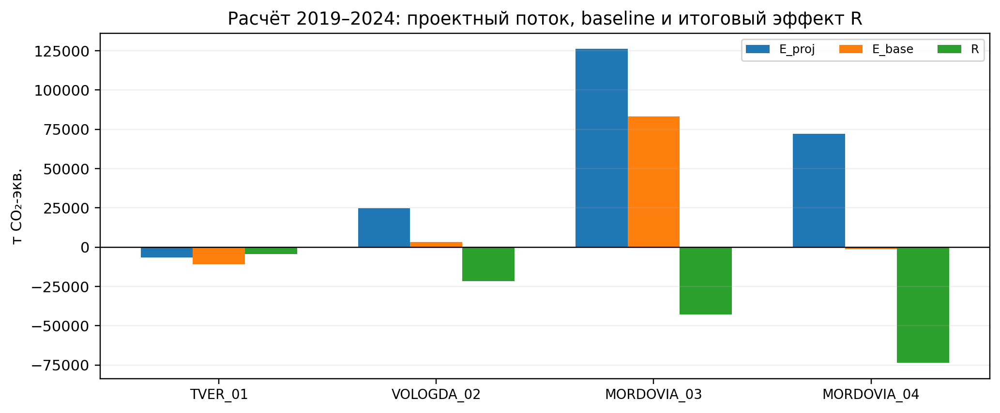 Расчёт 2019–2024: проектный поток, baseline и итоговый эффект R
E_proj
E_base
R
125000
100000
75000
50000
25000
0
−25000
−50000
−75000
т CO₂-экв.
TVER_01
VOLOGDA_02
MORDOVIA_03
MORDOVIA_04